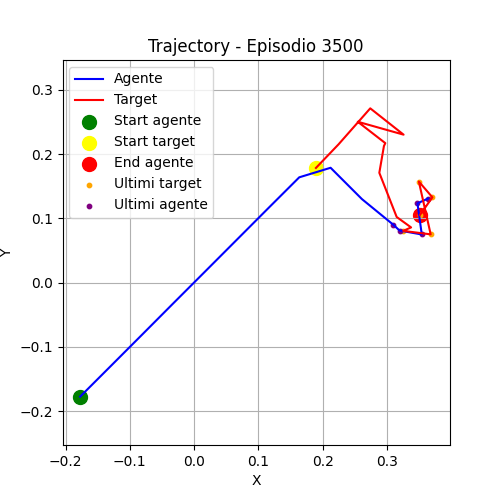 Trajectory - Episodio 3500
Agente
Target
Start agente
Start target
End agente
Ultimi target
Ultimi agente
0.3
0.2
0.1
0.0
−0.1
−0.2
Y
−0.2
−0.1
0.0
0.1
0.2
0.3
X